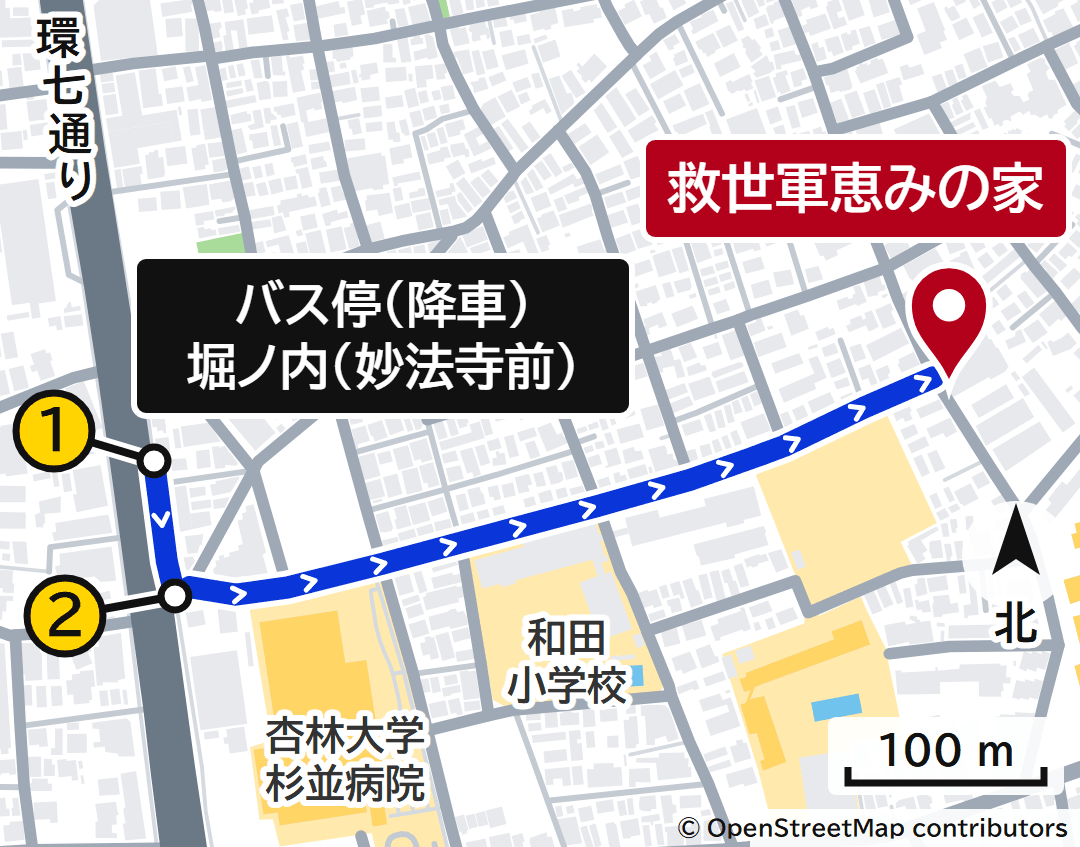 環七通り
救世軍恵みの家
バス停（降車）
堀ノ内（妙法寺前）
1
2
北
和田
小学校
杏林大学
杉並病院
100 m
© OpenStreetMap contributors